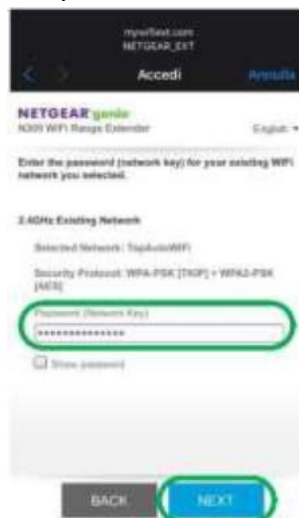 mywifiext.com
NETGEAR_EXT
Accedi
Annulla
NETGEAR genie
N300 WiFi Range Extender
English
Enter the password (network key) for your existing WiFi
network you selected.
2.4GHz Existing Network
Selected Network: TopAutoWiFi
Security Protocol: WPA-PSK [TKIP] + WPA2-PSK
[AES]
Password (Network Key)
**************
Show password
BACK
NEXT